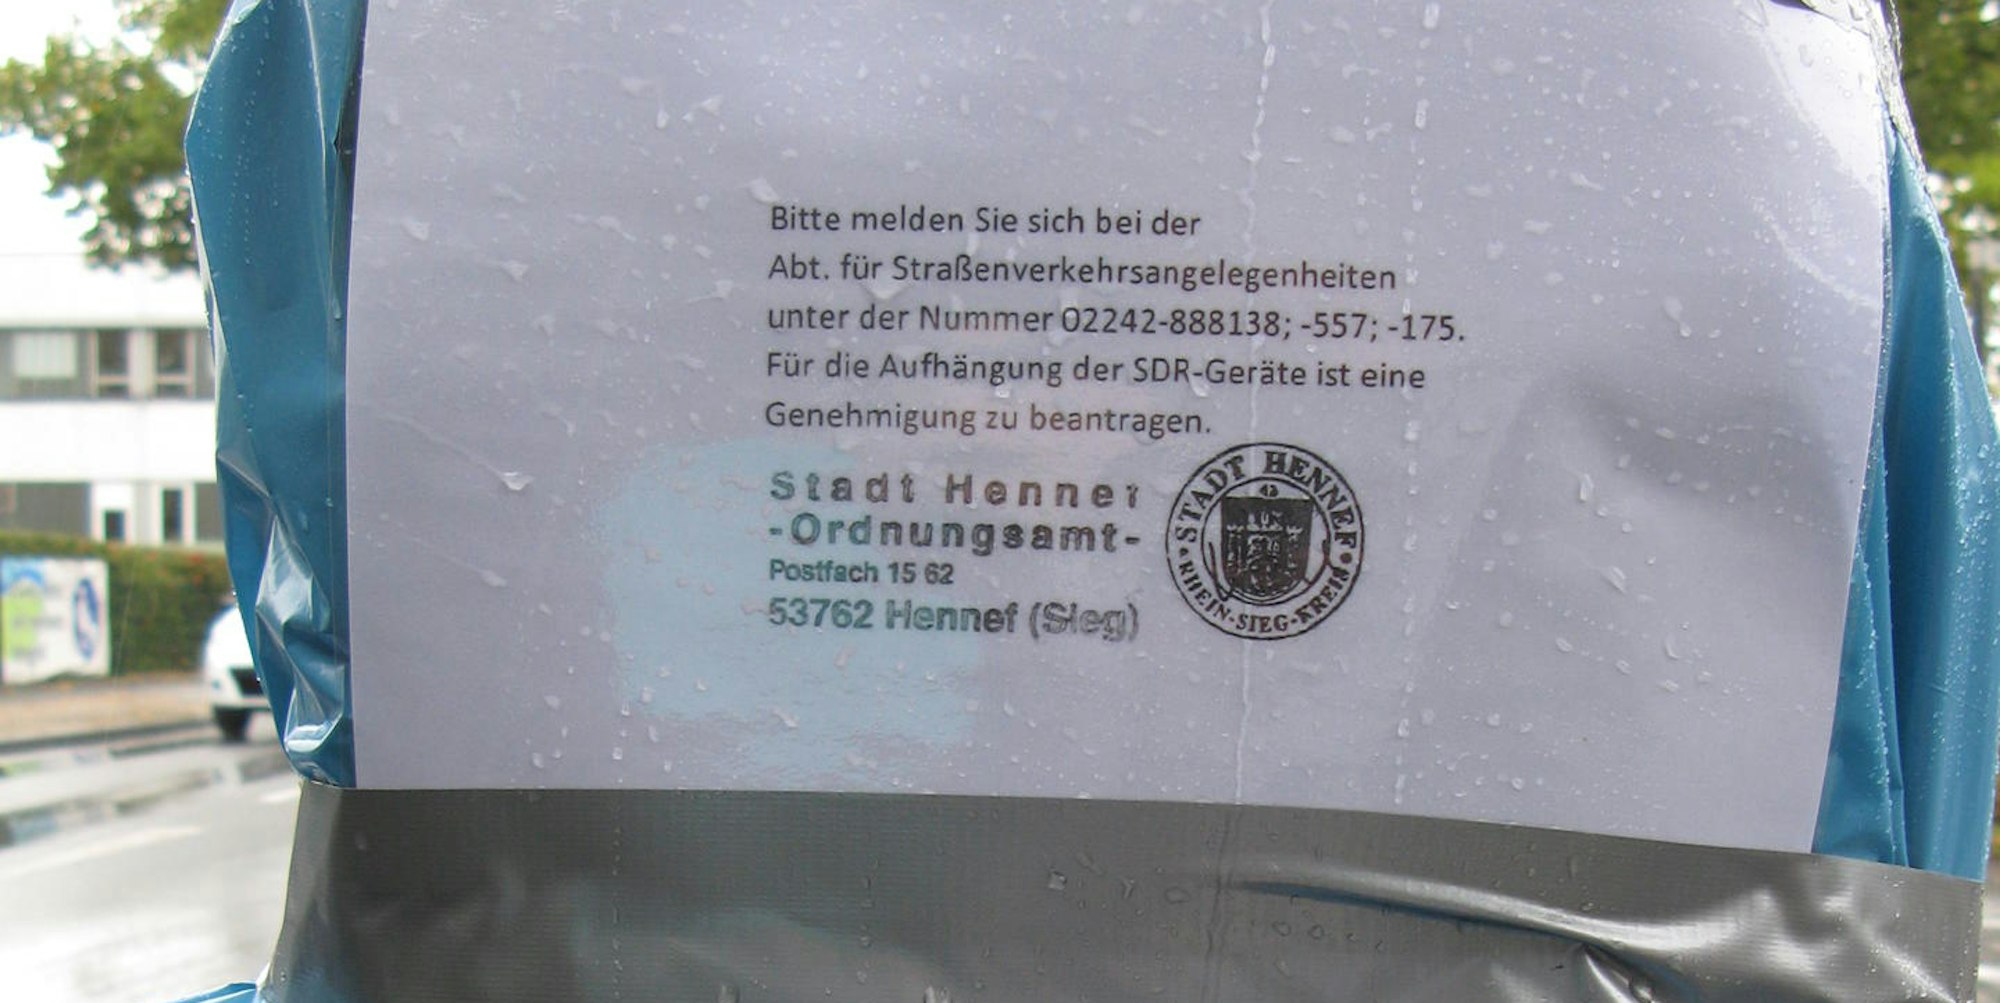 Bitte melden Sie sich bei der
Abt. für Straßenverkehrsangelegenheiten
unter der Nummer 02242-888138; -557; -175.
Für die Aufhängung der SDR-Geräte ist eine
Genehmigung zu beantragen.
Stadt Hennef
-Ordnungsamt-
Postfach 15 62
53762 Hennef (Sieg)
STADT HENNEF
43
RHEIN-SIEG-KREIS